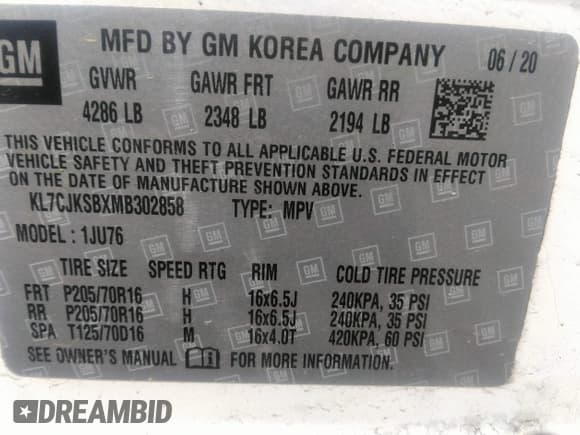 GM
MFD BY GM KOREA COMPANY 06/20
GVWR GAWR FRT GAWR RR
4286 LB 2348 LB 2194 LB
THIS VEHICLE CONFORMS TO ALL APPLICABLE U.S. FEDERAL MOTOR
VEHICLE SAFETY AND THEFT PREVENTION STANDARDS IN EFFECT
ON THE DATE OF MANUFACTURE SHOWN ABOVE.
KL7CJKSBXMB302858 TYPE: MPV
MODEL: 1JU76
TIRE SIZE SPEED RTG RIM COLD TIRE PRESSURE
FRT P205/70R16 H 16x6.5J 240KPA, 35 PSI
RR P205/70R16 H 16x6.5J 240KPA, 35 PSI
SPA T125/70D16 M 16x4.0T 420KPA, 60 PSI
SEE OWNER'S MANUAL FOR MORE INFORMATION.
DREAMBID